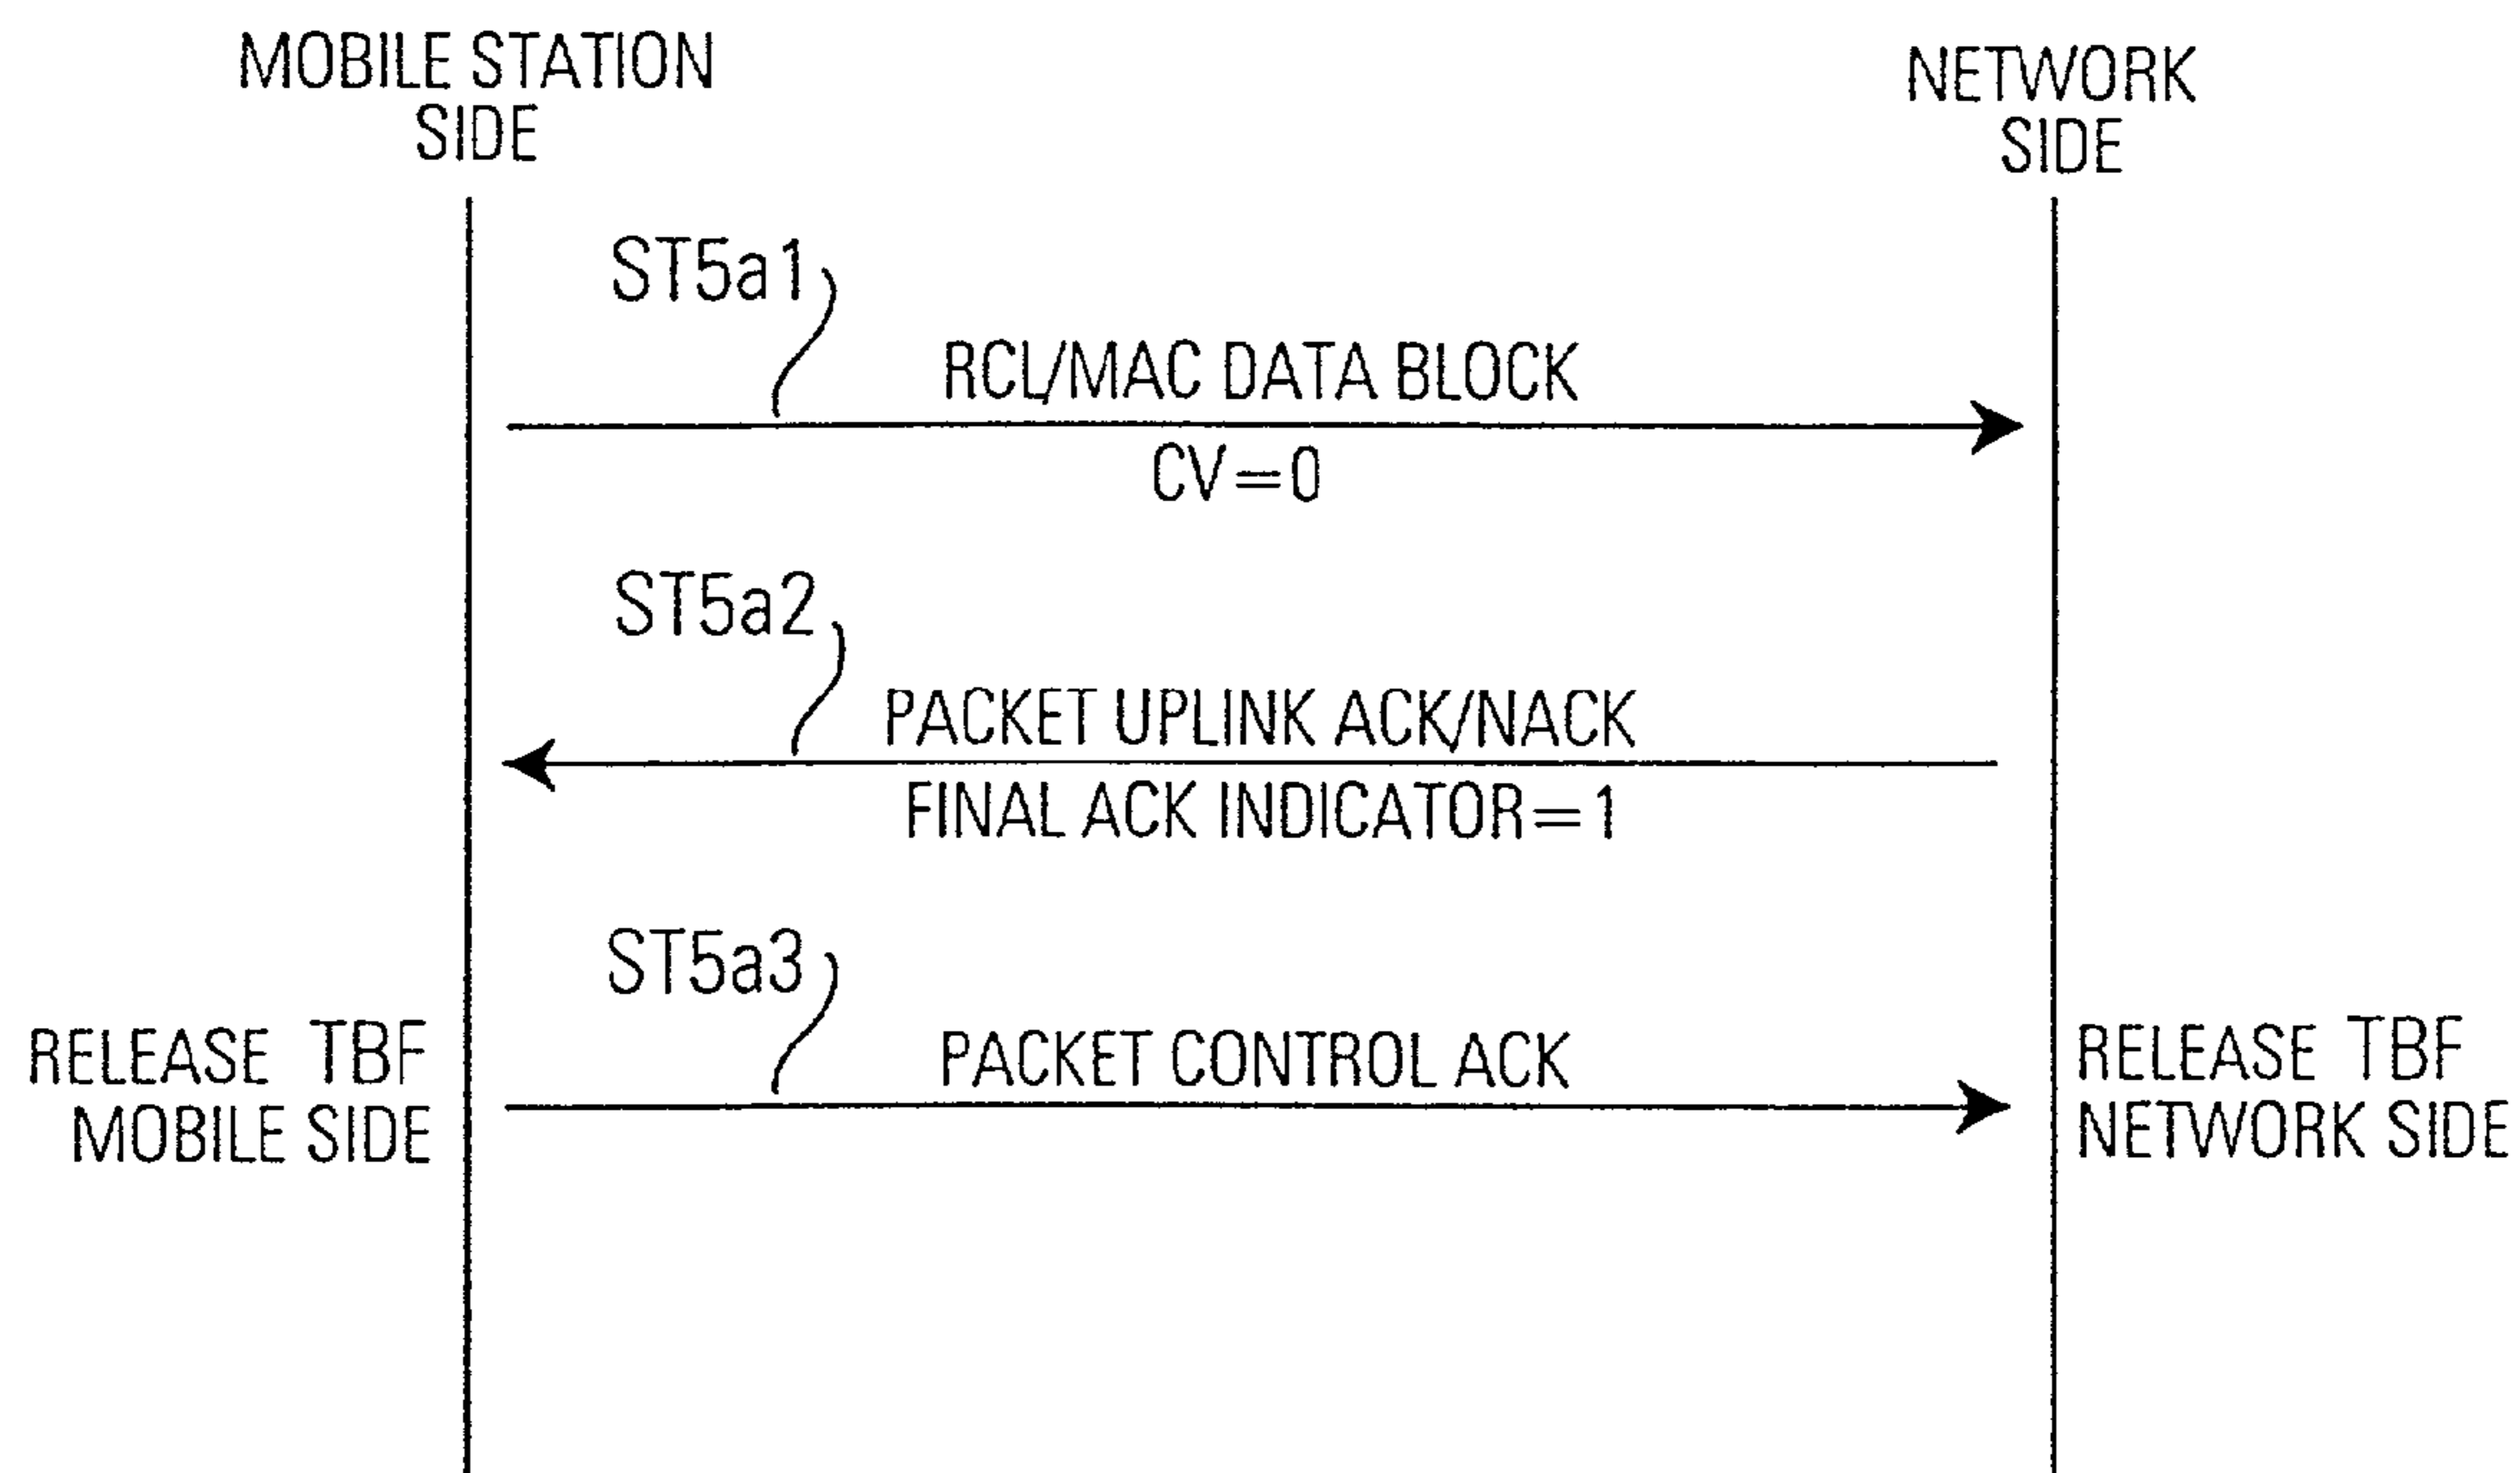 MOBILE STATION
SIDE
NETWORK
SIDE
ST5a1
RCL/MAC DATA BLOCK
CV=0
ST5a2
PACKET UPLINK ACK/NACK
FINAL ACK INDICATOR=1
ST5a3
RELEASE TBF
MOBILE SIDE
PACKET CONTROL ACK
RELEASE TBF
NETWORK SIDE